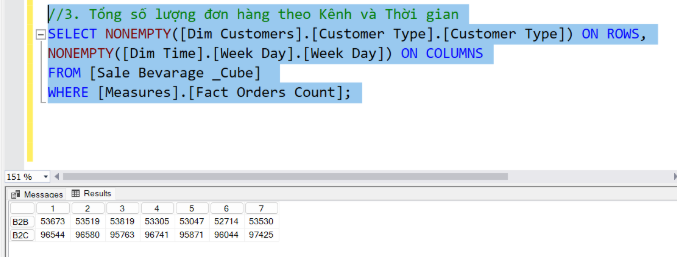 //3. Tổng số lượng đơn hàng theo Kênh và Thời gian
SELECT NONEMPTY([Dim Customers].[Customer Type].[Customer Type]) ON ROWS,
NONEMPTY([Dim Time].[Week Day].[Week Day]) ON COLUMNS
FROM [Sale Bevarage _Cube]
WHERE [Measures].[Fact Orders Count];
151 %
Messages Results
1 2 3 4 5 6 7
B2B 53673 53519 53819 53305 53047 52714 53530
B2C 96544 96580 95763 96741 95871 96044 97425